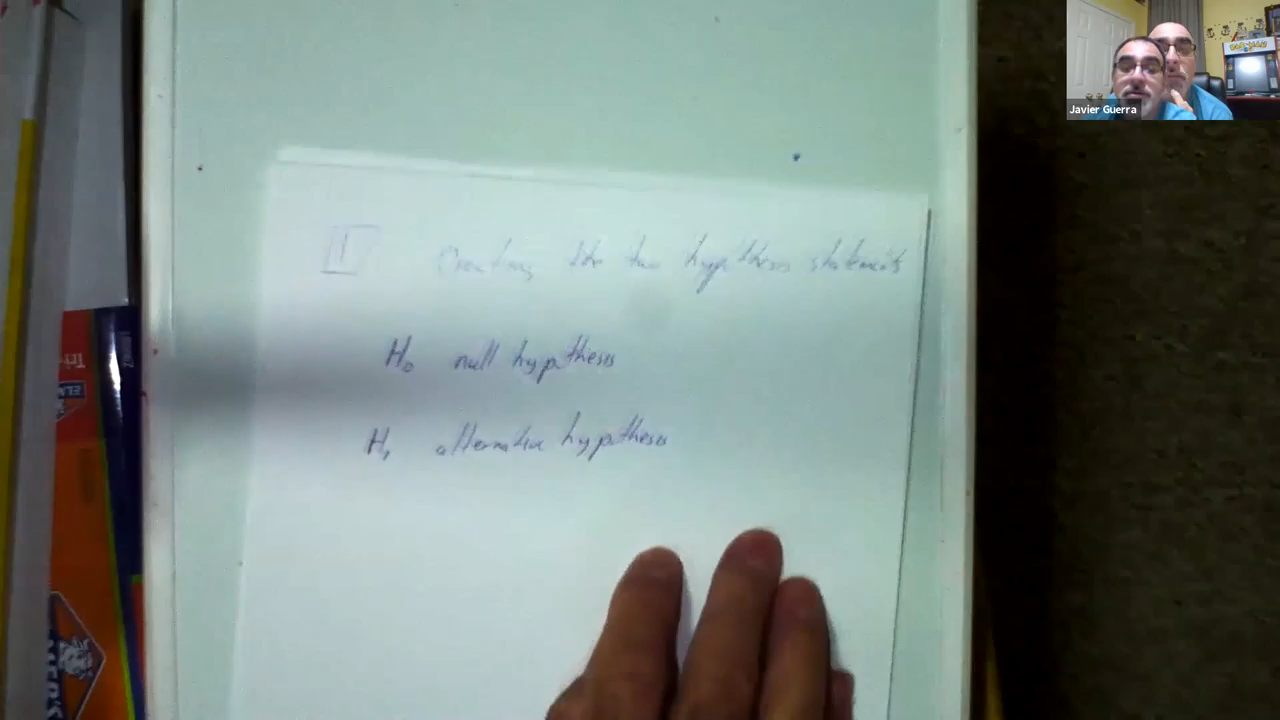 Javier Guerra
1 Creating the two hypothesis statements
H₀ null hypothesis
H₁ alternative hypothesis